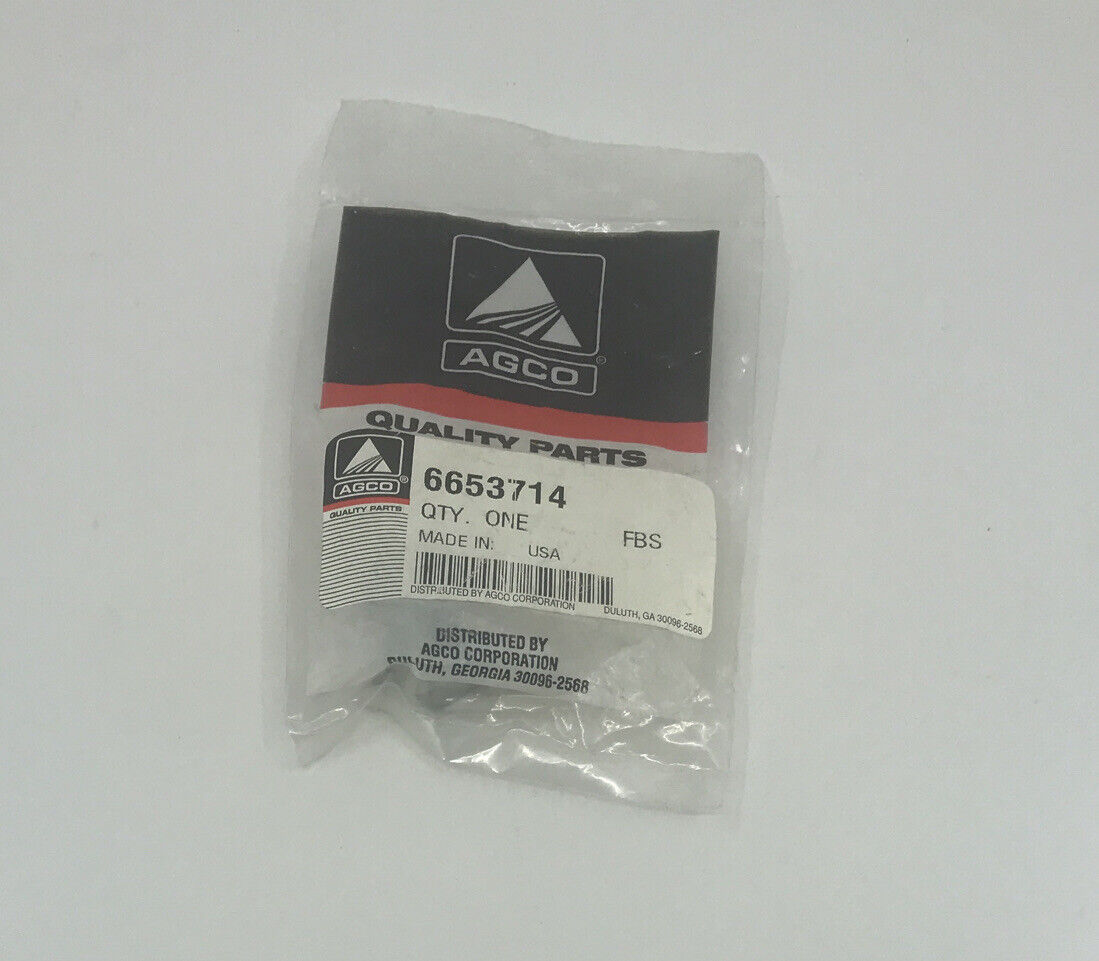 AGCO®
QUALITY PARTS
AGCO®
QUALITY PARTS
6653714
QTY. ONE
FBS
MADE IN: USA
DISTRIBUTED BY AGCO CORPORATION DULUTH, GA 30096-2568
DISTRIBUTED BY
AGCO CORPORATION
DULUTH, GEORGIA 30096-2568